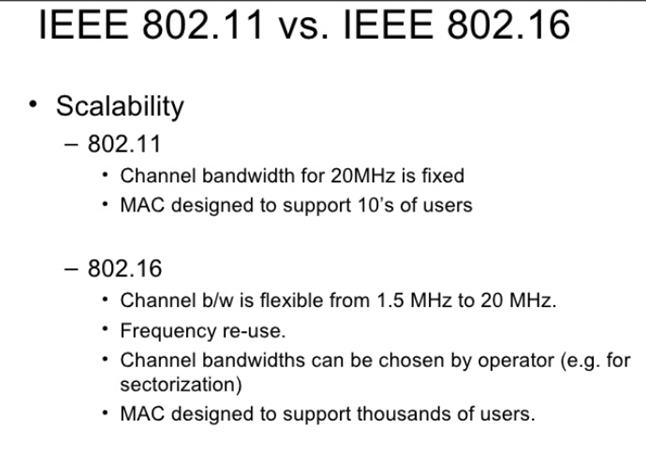 IEEE 802.11 vs. IEEE 802.16
• Scalability
– 802.11
• Channel bandwidth for 20MHz is fixed
• MAC designed to support 10's of users
– 802.16
• Channel b/w is flexible from 1.5 MHz to 20 MHz.
• Frequency re-use.
• Channel bandwidths can be chosen by operator (e.g. for
sectorization)
• MAC designed to support thousands of users.